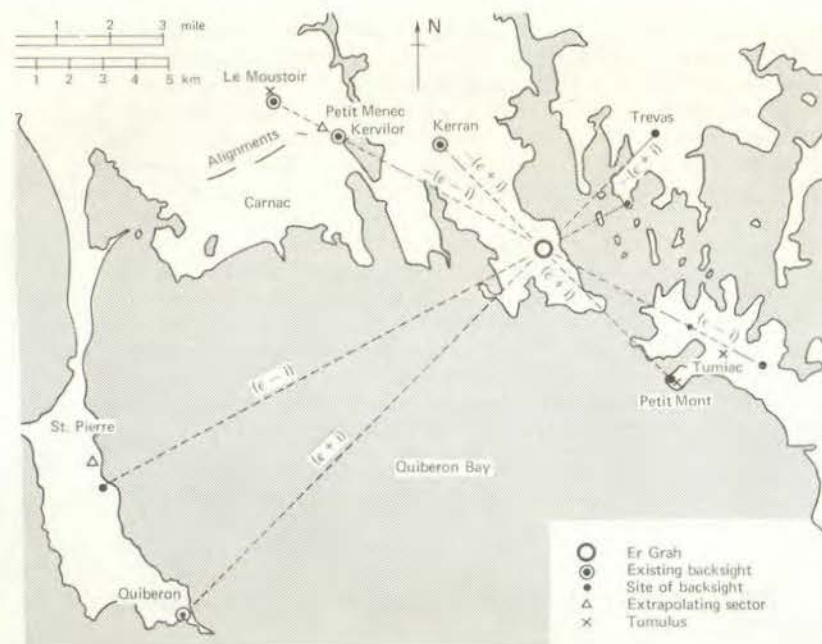 1 2 3 mile
1 2 3 4 5 km
N
Le Moustoir
Petit Menec
Kervilor
Kerran
Trevas
Alignments
Carnac
−(ϵ − i)
−(ϵ + i)
−(ϵ + i)
(ϵ + i)
(ϵ − i)
Tumiac
Petit Mont
(ϵ − i)
(ϵ + i)
St. Pierre
Quiberon Bay
Quiberon
Er Grah
Existing backsight
Site of backsight
Extrapolating sector
Tumulus